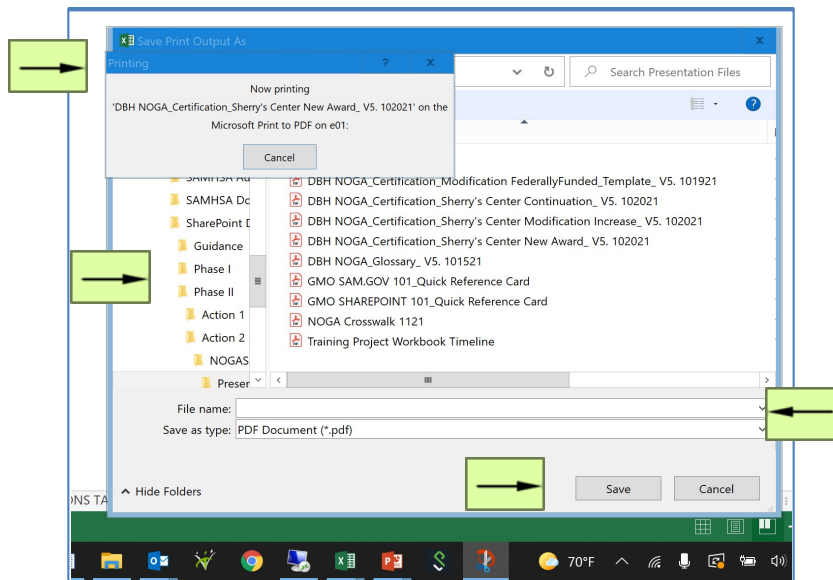 Save Print Output As
Printing
?
x
Now printing
'DBH NOGA_Certification_Sherry's Center New Award_ V5. 102021' on the
Microsoft Print to PDF on e01:
Cancel
Search Presentation Files
SAMHSA Au
SAMHSA Dc
SharePoint D
Guidance
Phase I
Phase II
Action 1
Action 2
NOGAS
Preser
DBH NOGA_Certification_Modification FederallyFunded_Template_ V5. 101921
DBH NOGA_Certification_Sherry's Center Continuation_ V5. 102021
DBH NOGA_Certification_Sherry's Center Modification Increase_ V5. 102021
DBH NOGA_Certification_Sherry's Center New Award_ V5. 102021
DBH NOGA_Glossary_ V5. 101521
GMO SAM.GOV 101_Quick Reference Card
GMO SHAREPOINT 101_Quick Reference Card
NOGA Crosswalk 1121
Training Project Workbook Timeline
File name:
Save as type: PDF Document (*.pdf)
Hide Folders
Save
Cancel
ONS TA
70°F